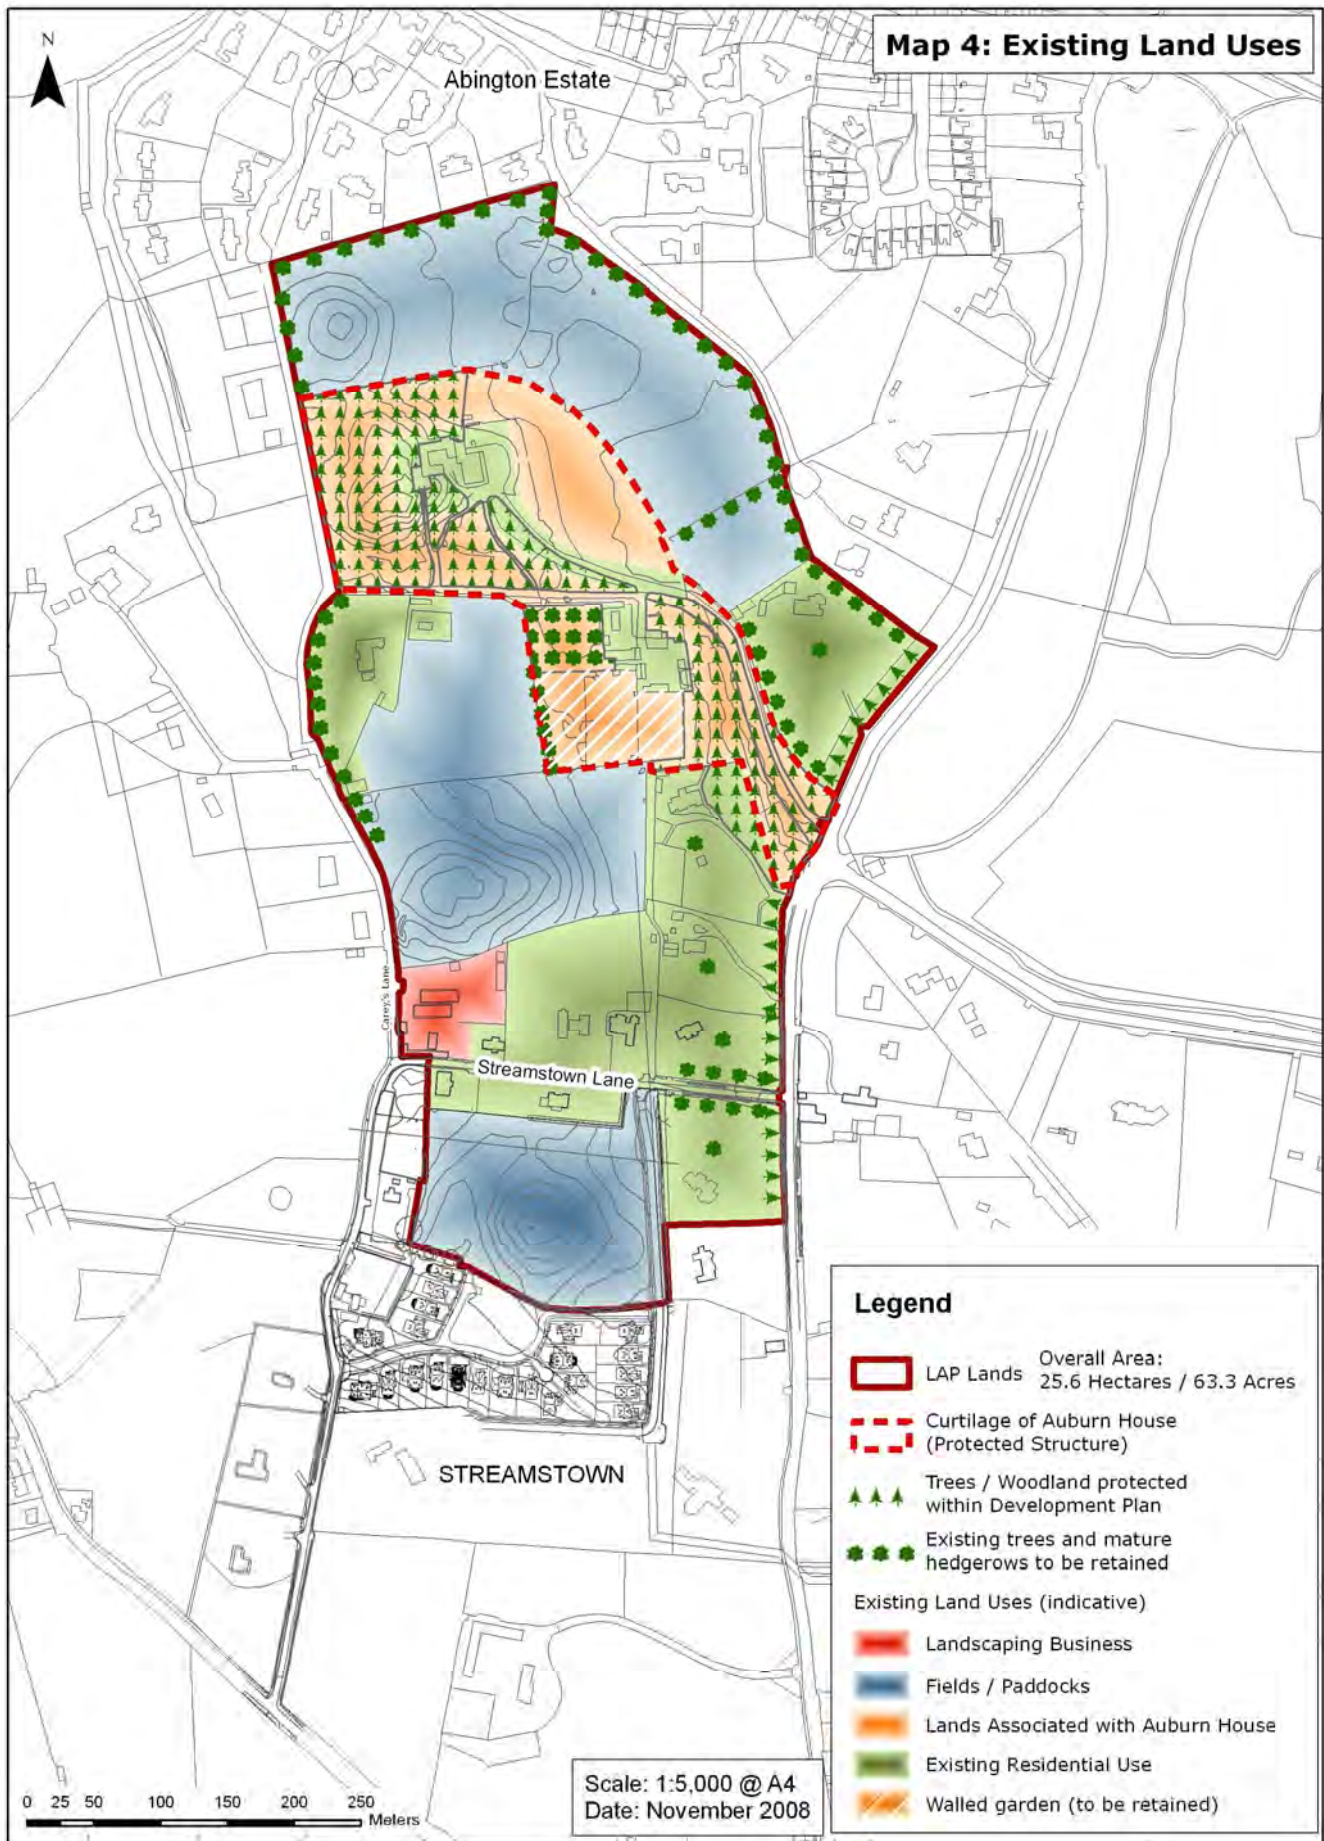 Map 4: Existing Land Uses
N
Abington Estate
Carey's Lane
Streamstown Lane
STREAMSTOWN
Legend
LAP Lands
Overall Area:
25.6 Hectares / 63.3 Acres
Curtilage of Auburn House
(Protected Structure)
Trees / Woodland protected
within Development Plan
Existing trees and mature
hedgerows to be retained
Existing Land Uses (indicative)
Landscaping Business
Fields / Paddocks
Lands Associated with Auburn House
Existing Residential Use
Walled garden (to be retained)
Scale: 1:5,000 @ A4
Date: November 2008
0 25 50 100 150 200 250
Meters